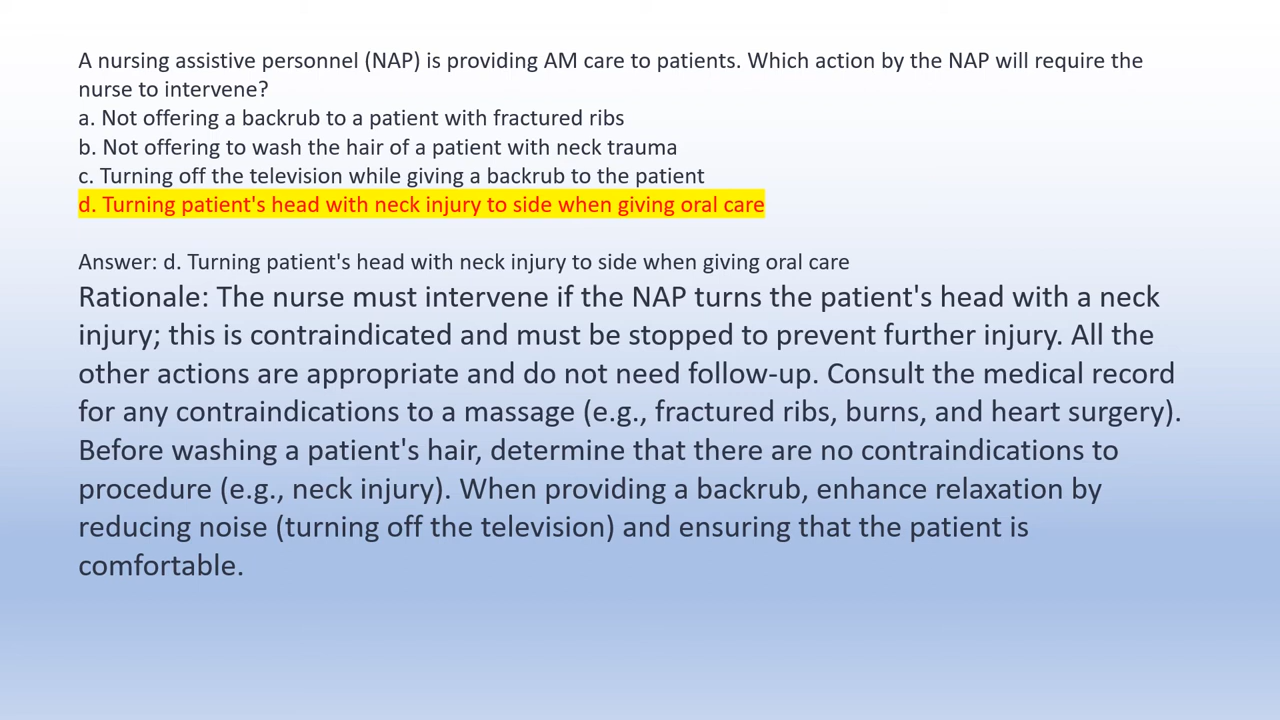 A nursing assistive personnel (NAP) is providing AM care to patients. Which action by the NAP will require the
nurse to intervene?
a. Not offering a backrub to a patient with fractured ribs
b. Not offering to wash the hair of a patient with neck trauma
c. Turning off the television while giving a backrub to the patient
d. Turning patient's head with neck injury to side when giving oral care
Answer: d. Turning patient's head with neck injury to side when giving oral care
Rationale: The nurse must intervene if the NAP turns the patient's head with a neck
injury; this is contraindicated and must be stopped to prevent further injury. All the
other actions are appropriate and do not need follow-up. Consult the medical record
for any contraindications to a massage (e.g., fractured ribs, burns, and heart surgery).
Before washing a patient's hair, determine that there are no contraindications to
procedure (e.g., neck injury). When providing a backrub, enhance relaxation by
reducing noise (turning off the television) and ensuring that the patient is
comfortable.